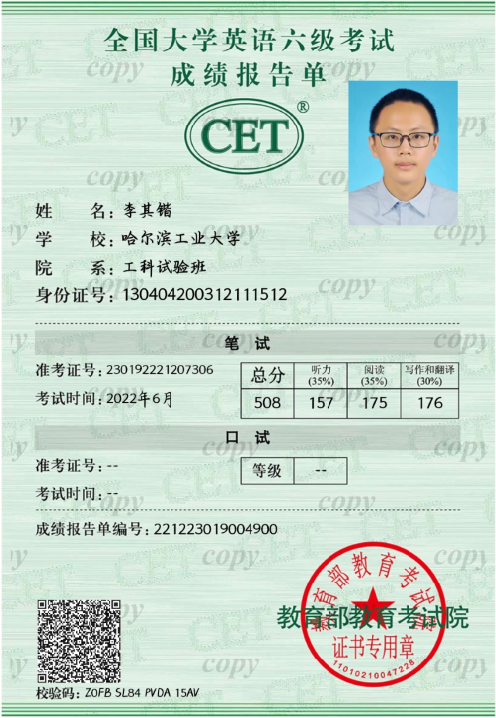 全国大学英语六级考试
成绩报告单
CET®
姓 名：李其锴
学 校：哈尔滨工业大学
院 系：工科试验班
身份证号：130404200312111512
笔 试
准考证号：230192221207306
考试时间：2022年6月
总分 听力 (35%) 阅读 (35%) 写作和翻译 (30%)
508 157 175 176
口 试
准考证号：--
考试时间：--
等级 --
成绩报告单编号：221223019004900
教育部教育考试院
教育部教育考试院
证书专用章
11010210047228
校验码：Z0FB SL84 PVDA 15AV
copy